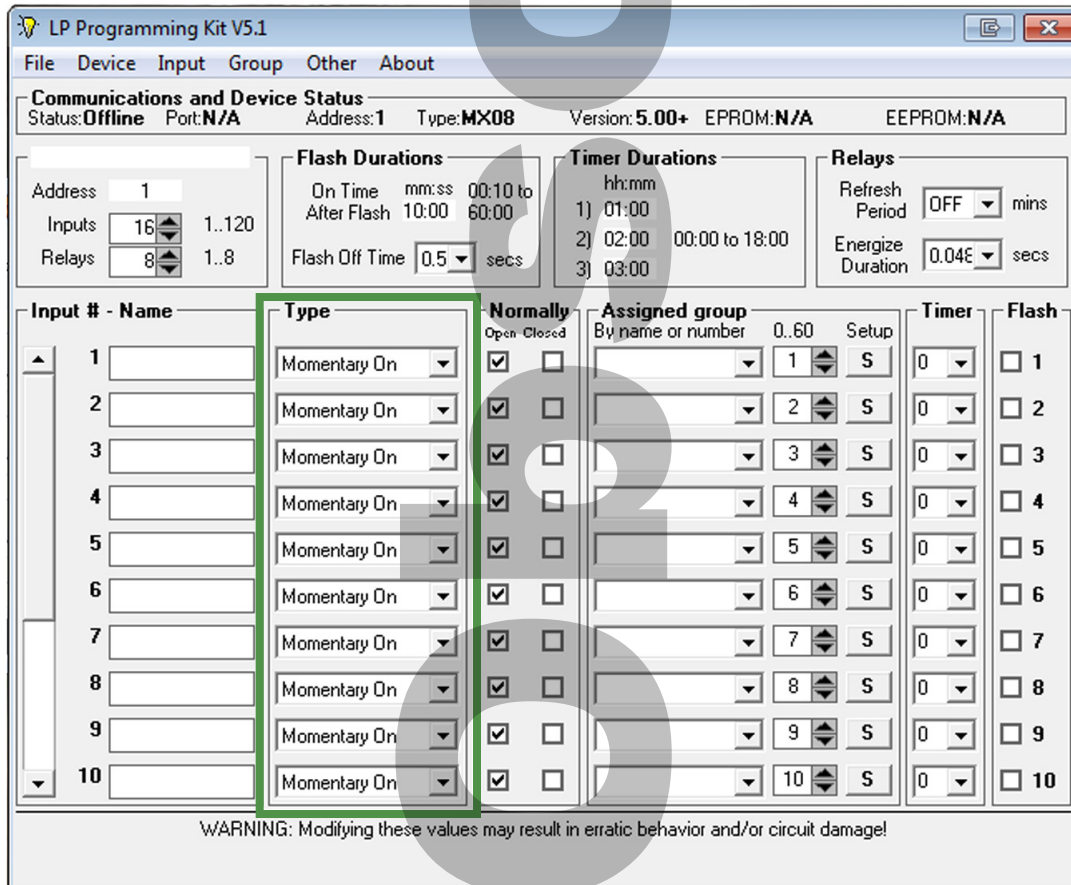 LP Programming Kit V5.1
File Device Input Group Other About
Communications and Device Status
Status:Offline Port:N/A Address:1 Type:MX08 Version:5.00+ EPROM:N/A EEPROM:N/A
Flash Durations Timer Durations Relays
Address 1
Inputs 16 1..120
Relays 8 1..8
On Time After Flash mm:ss 10:00 00:10 to 60:00
Flash Off Time 0.5 secs
hh:mm
1) 01:00
2) 02:00 00:00 to 18:00
3) 03:00
Refresh Period OFF mins
Energize Duration 0.048 secs
Input # - Name Type Normally Assigned group Timer Flash
Open Closed By name or number 0..60 Setup
1 Momentary On 1 S 0 1
2 Momentary On 2 S 0 2
3 Momentary On 3 S 0 3
4 Momentary On 4 S 0 4
5 Momentary On 5 S 0 5
6 Momentary On 6 S 0 6
7 Momentary On 7 S 0 7
8 Momentary On 8 S 0 8
9 Momentary On 9 S 0 9
10 Momentary On 10 S 0 10
WARNING: Modifying these values may result in erratic behavior and/or circuit damage!